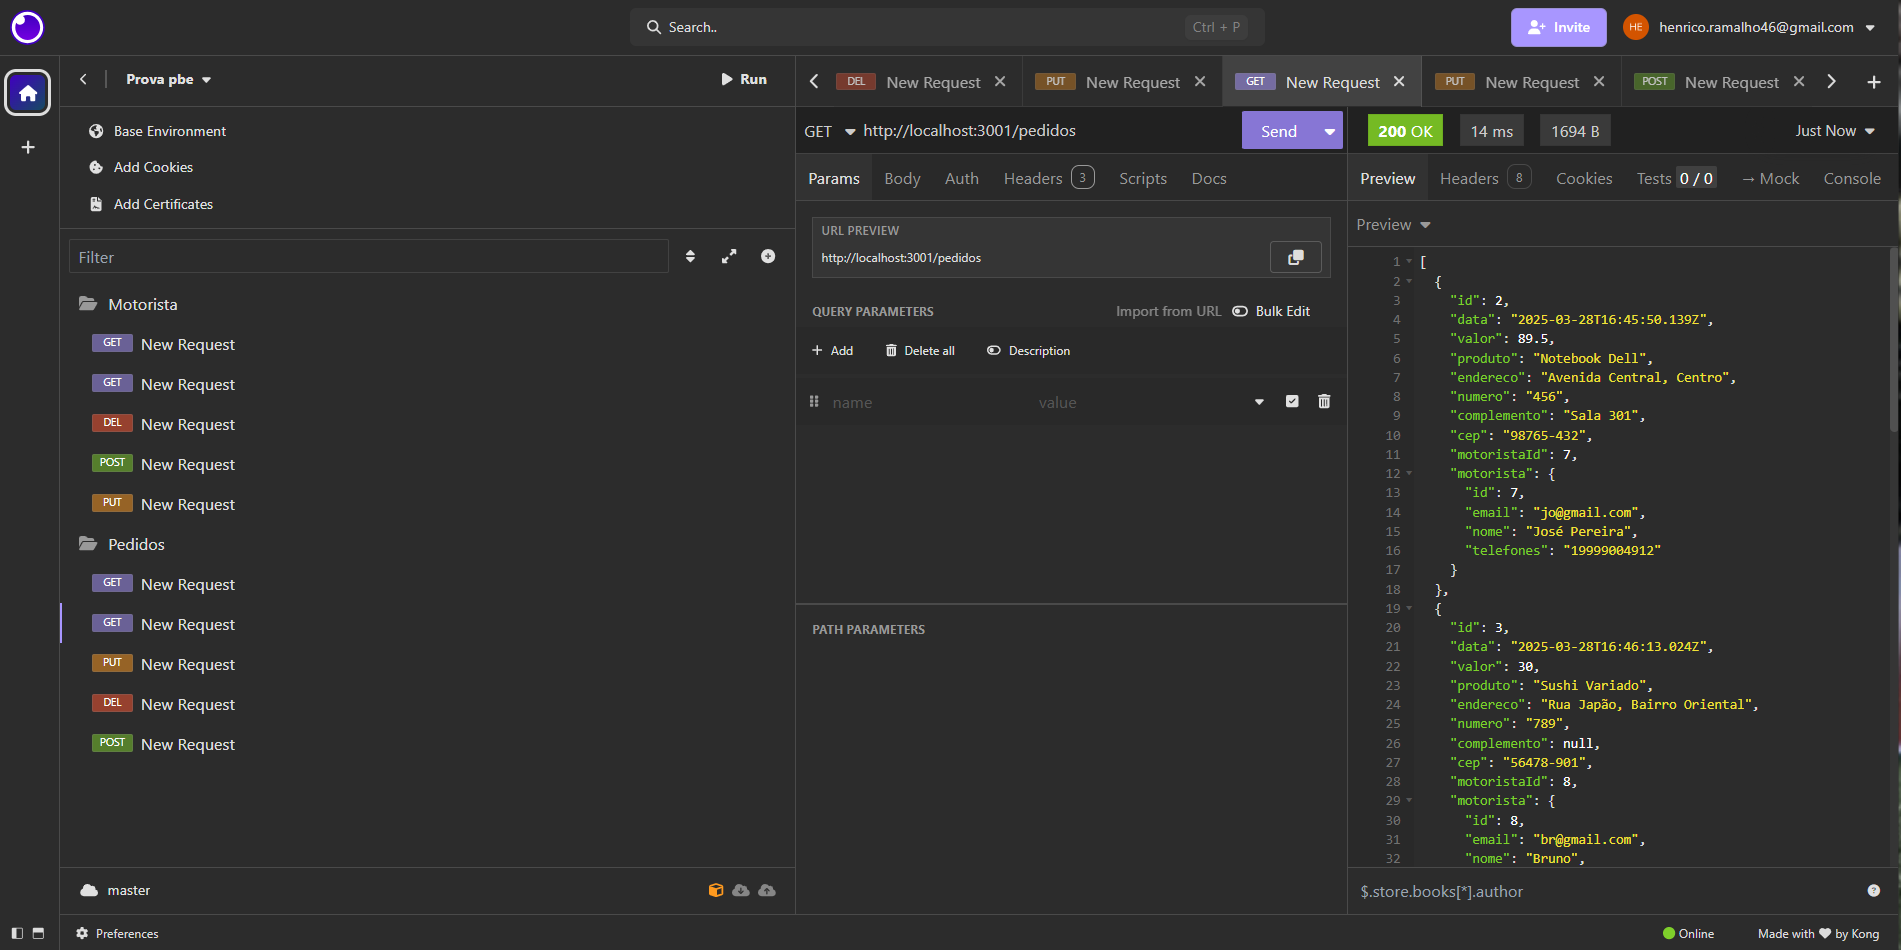 Search..
Ctrl + P
Invite
HE
henrico.ramalho46@gmail.com
Prova pbe
Run
DEL New Request
PUT New Request
GET New Request
PUT New Request
POST New Request
Base Environment
Add Cookies
Add Certificates
Filter
Motorista
GET New Request
GET New Request
DEL New Request
POST New Request
PUT New Request
Pedidos
GET New Request
GET New Request
PUT New Request
DEL New Request
POST New Request
master
GET http://localhost:3001/pedidos
Send
Params Body Auth Headers 3 Scripts Docs
URL PREVIEW
http://localhost:3001/pedidos
QUERY PARAMETERS
Import from URL Bulk Edit
Add Delete all Description
name value
PATH PARAMETERS
200 OK 14 ms 1694 B Just Now
Preview Headers 8 Cookies Tests 0 / 0 → Mock Console
Preview
1 [
2 {
3 "id": 2,
4 "data": "2025-03-28T16:45:50.139Z",
5 "valor": 89.5,
6 "produto": "Notebook Dell",
7 "endereco": "Avenida Central, Centro",
8 "numero": "456",
9 "complemento": "Sala 301",
10 "cep": "98765-432",
11 "motoristaId": 7,
12 "motorista": {
13 "id": 7,
14 "email": "jo@gmail.com",
15 "nome": "José Pereira",
16 "telefones": "19999004912"
17 }
18 },
19 {
20 "id": 3,
21 "data": "2025-03-28T16:46:13.024Z",
22 "valor": 30,
23 "produto": "Sushi Variado",
24 "endereco": "Rua Japão, Bairro Oriental",
25 "numero": "789",
26 "complemento": null,
27 "cep": "56478-901",
28 "motoristaId": 8,
29 "motorista": {
30 "id": 8,
31 "email": "br@gmail.com",
32 "nome": "Bruno",
$.store.books[*].author
Preferences
Online
Made with ♥ by Kong